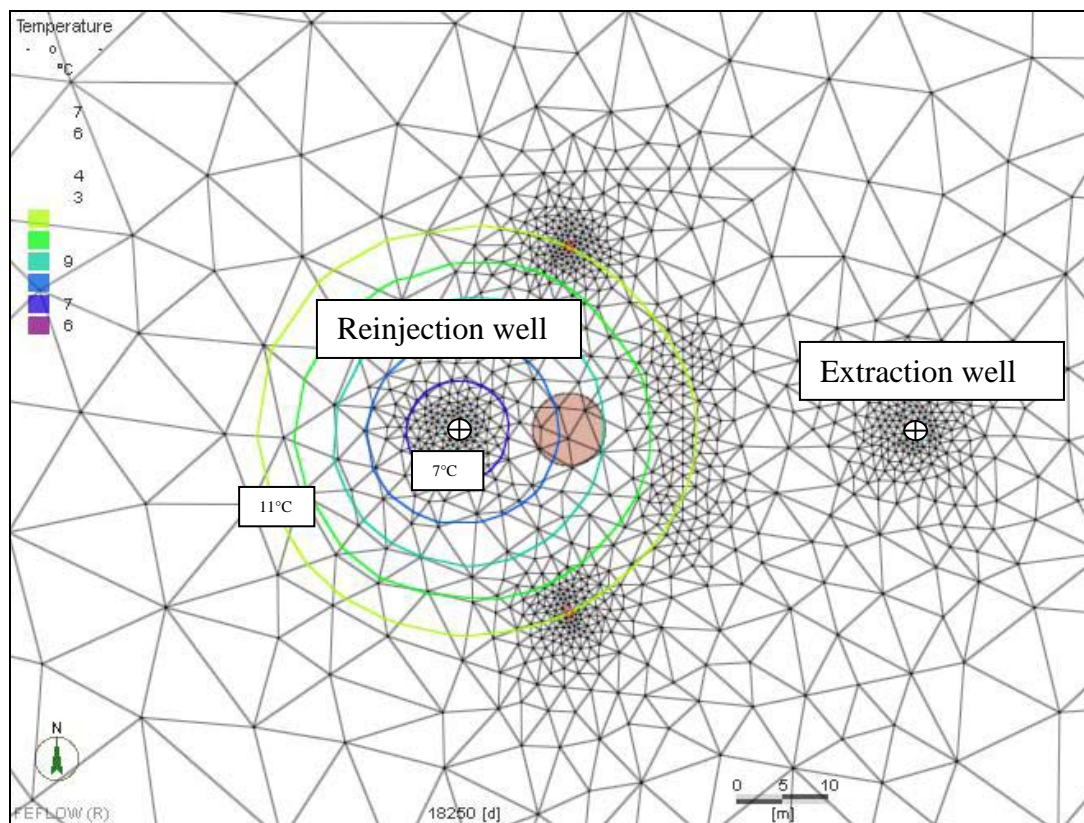 Temperature
- o -
°C
7
6
4
3
9
7
6
Reinjection well
Extraction well
7°C
11°C
N
0 5 10
[m]
FEFLOW (R)
18250 [d]